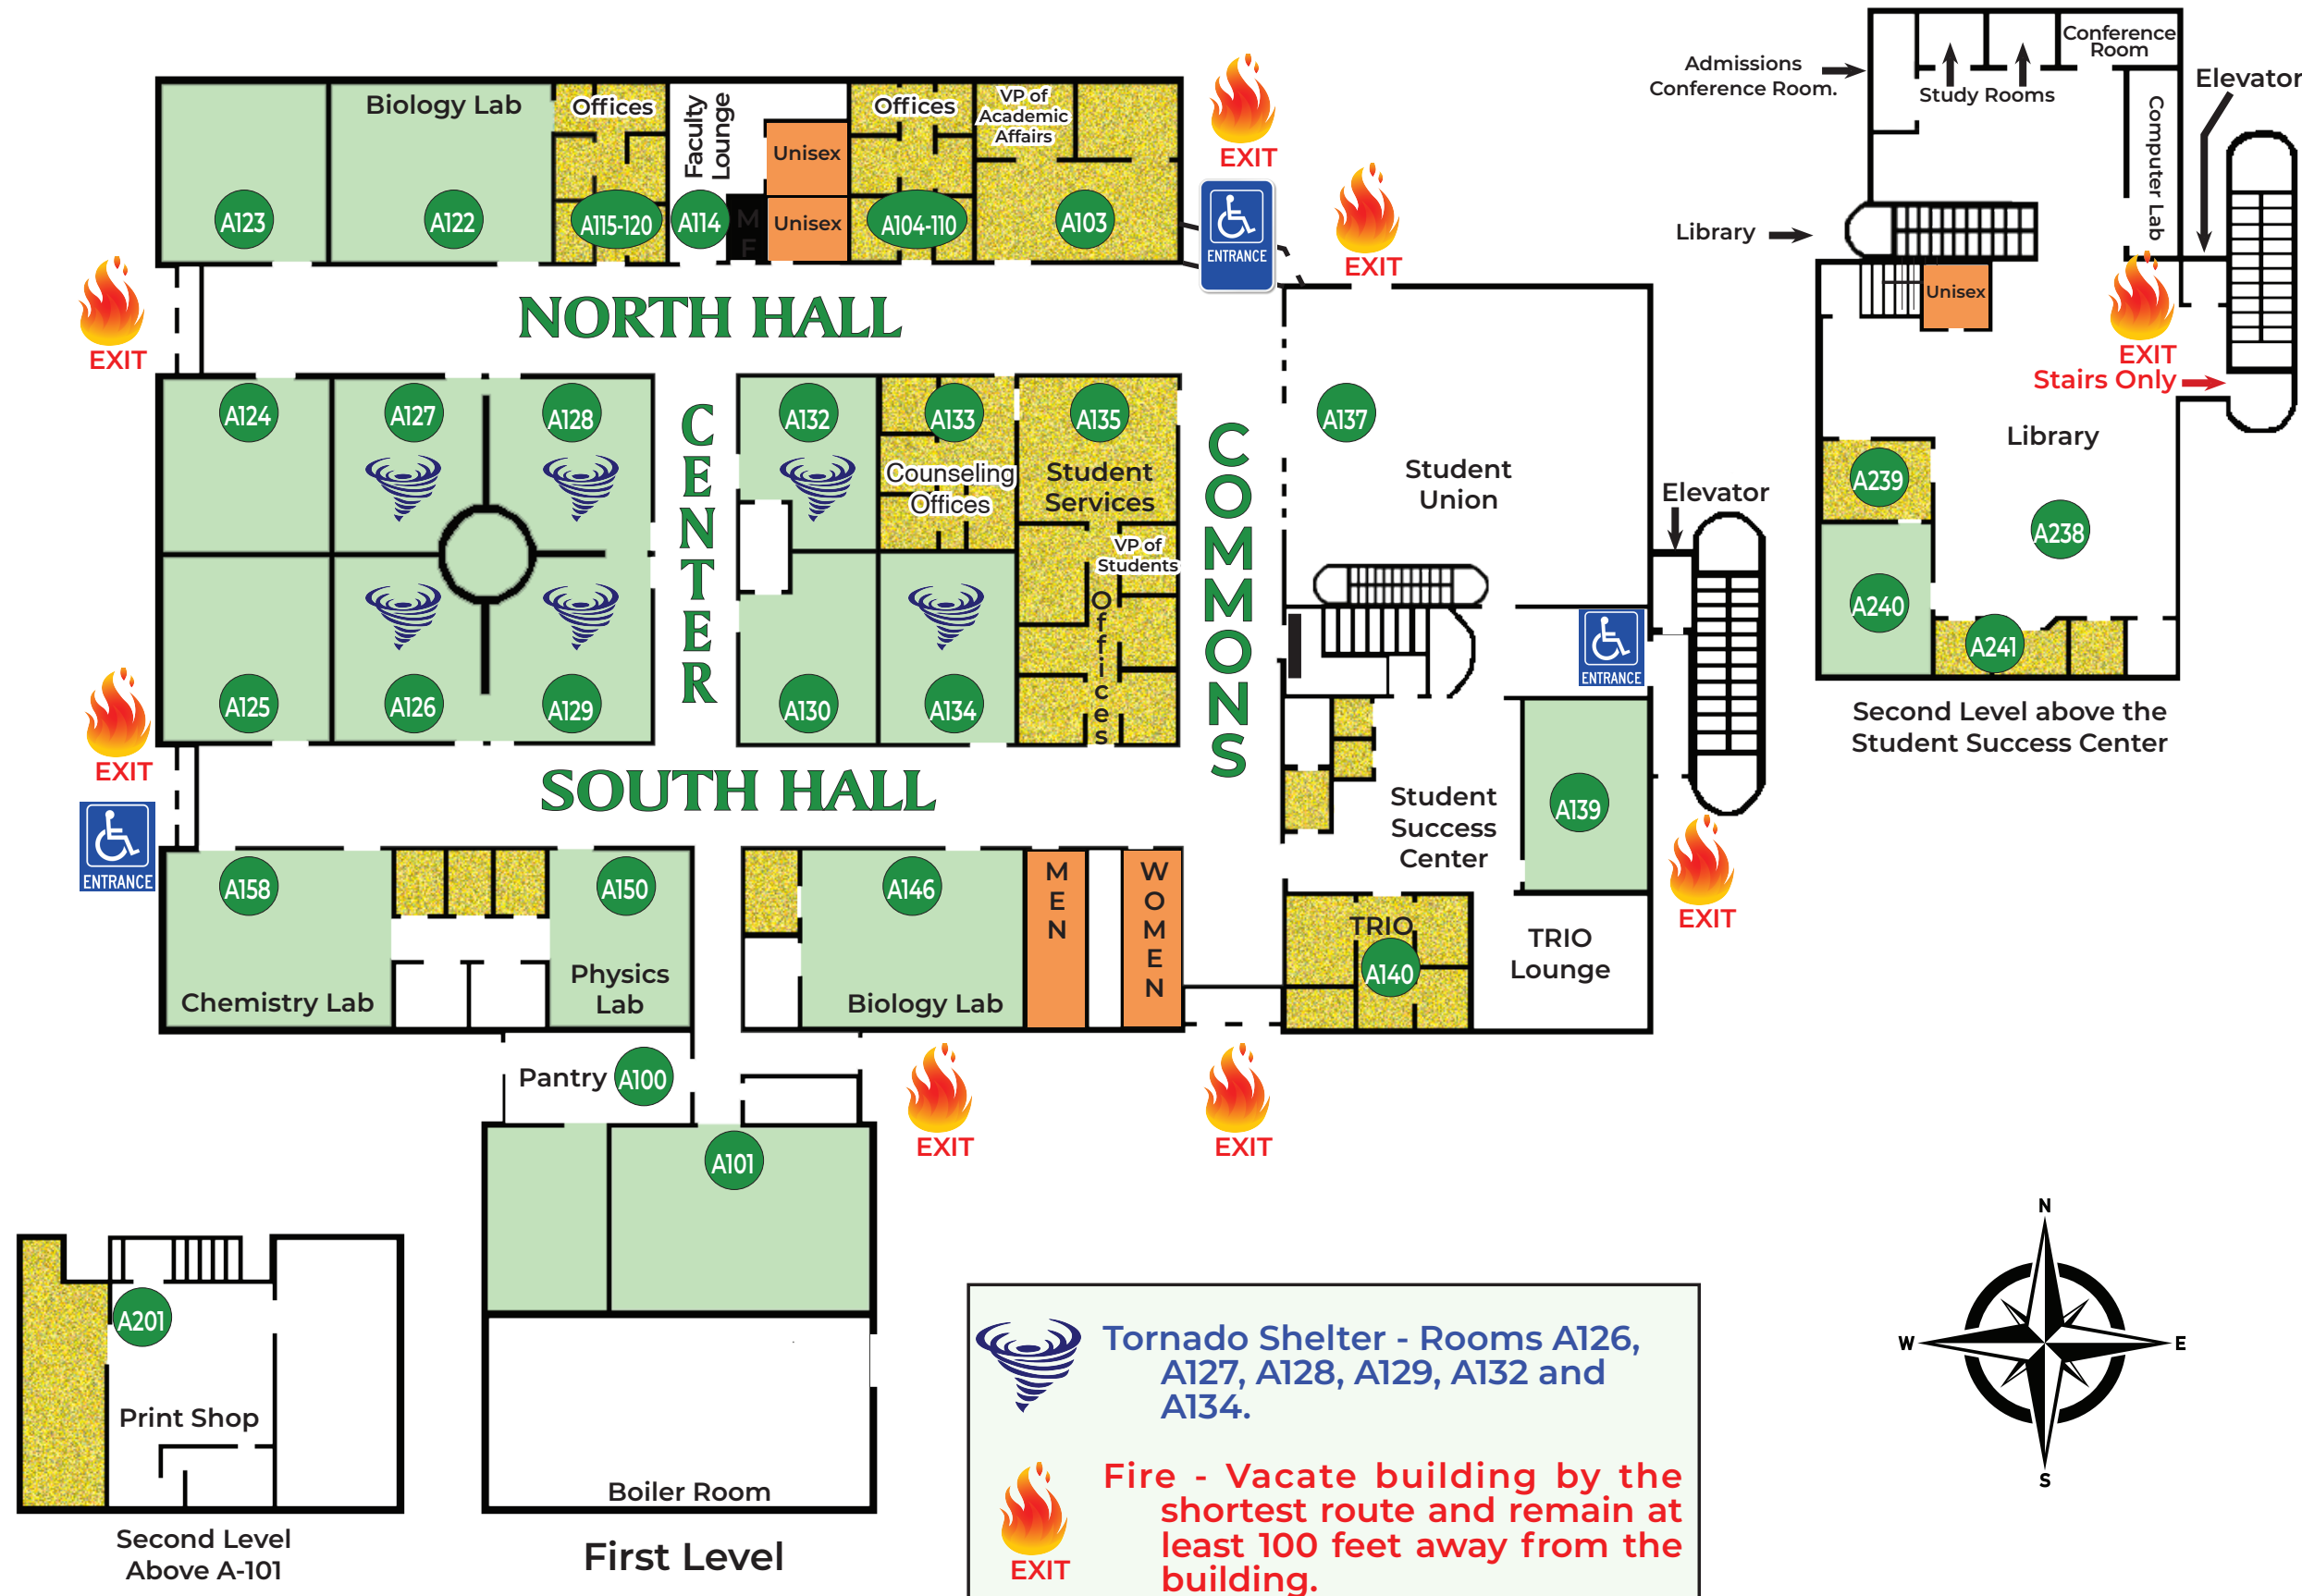 Biology Lab
Offices
Faculty
Lounge
Unisex
Unisex
M
F
Offices
VP of
Academic
Affairs
A123
A122
A115-120
A114
A104-110
A103
EXIT
ENTRANCE
EXIT
EXIT
NORTH HALL
A124
A127
A128
A125
A126
A129
CENTER
A132
A133
Counseling
Offices
A135
Student
Services
VP of
Students
Offices
A130
A134
COMMONS
A137
Student
Union
Elevator
ENTRANCE
EXIT
ENTRANCE
SOUTH HALL
Student
Success
Center
A139
EXIT
A158
Chemistry Lab
A150
Physics
Lab
A146
Biology Lab
MEN
WOMEN
TRIO
A140
TRIO
Lounge
Pantry
A100
EXIT
EXIT
A101
Boiler Room
First Level
A201
Print Shop
Second Level
Above A-101
Admissions
Conference Room.
Study Rooms
Conference
Room
Computer Lab
Elevator
Library
Unisex
EXIT
Stairs Only
Library
A239
A238
A240
A241
Second Level above the
Student Success Center
Tornado Shelter - Rooms A126,
A127, A128, A129, A132 and
A134.
EXIT
Fire - Vacate building by the
shortest route and remain at
least 100 feet away from the
building.
N
W
E
S